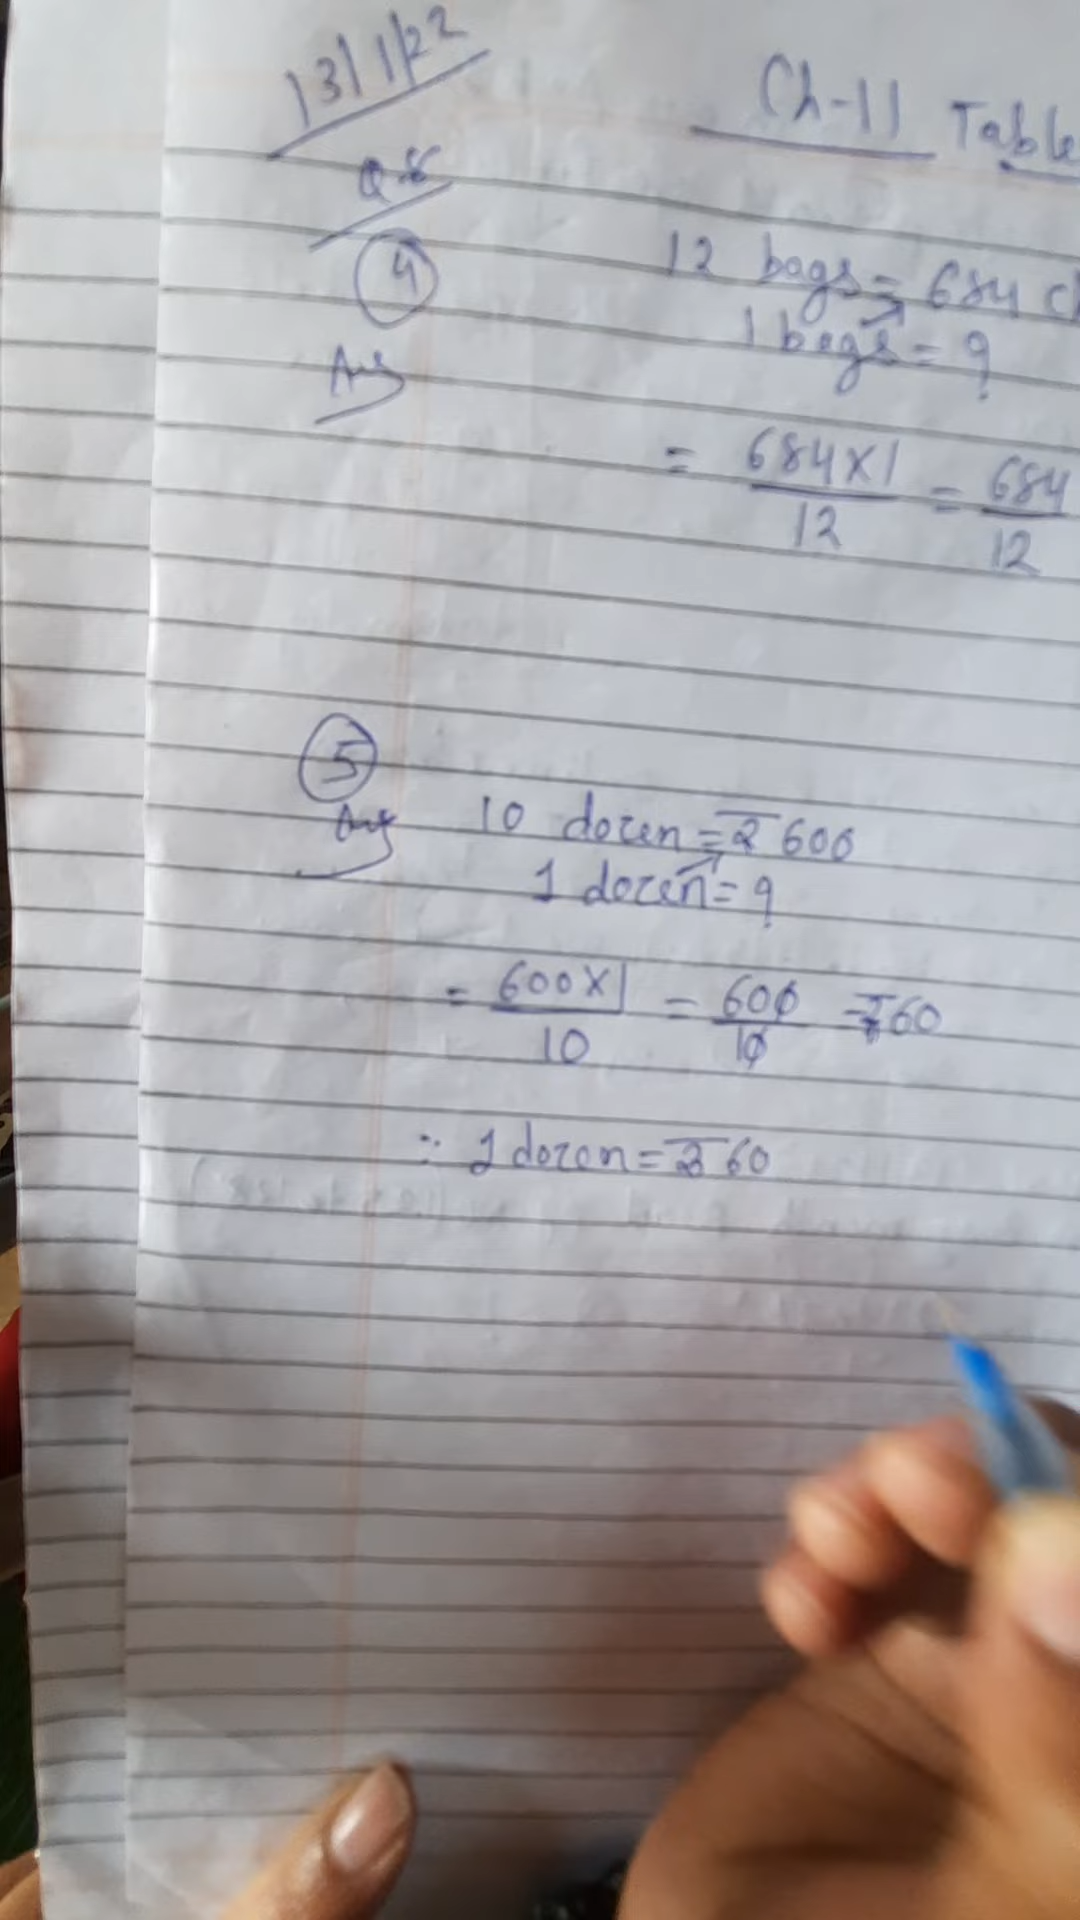 13/1/22
Ch-11 Table
④
12 bags = 684 ch
1 bags = ?
Ans
= 684×1/12 = 684/12
⑤
Ans 10 dozen = ₹600
1 dozen = ?
= 600×1/10 = 600/10 = ₹60
∴ 1 dozen = ₹60